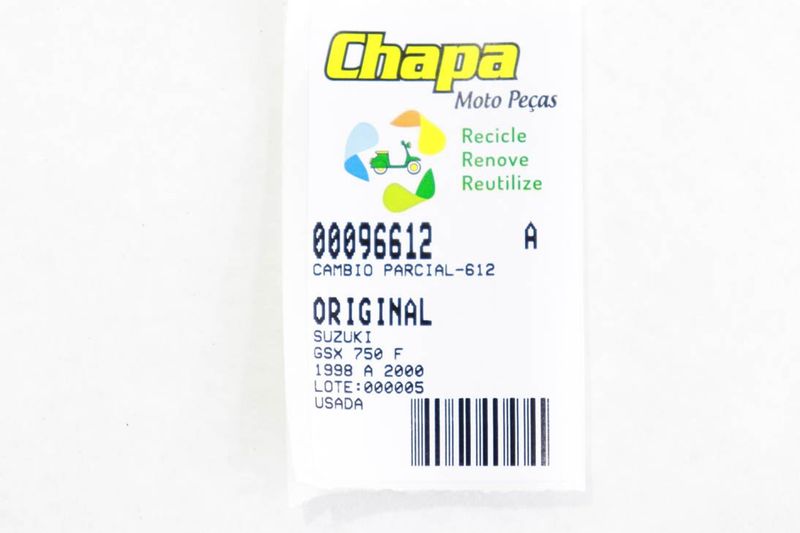 Chapa
Moto Peças
Recicle
Renove
Reutilize
00096612 A
CAMBIO PARCIAL-612
ORIGINAL
SUZUKI
GSX 750 F
1998 A 2000
LOTE:000005
USADA